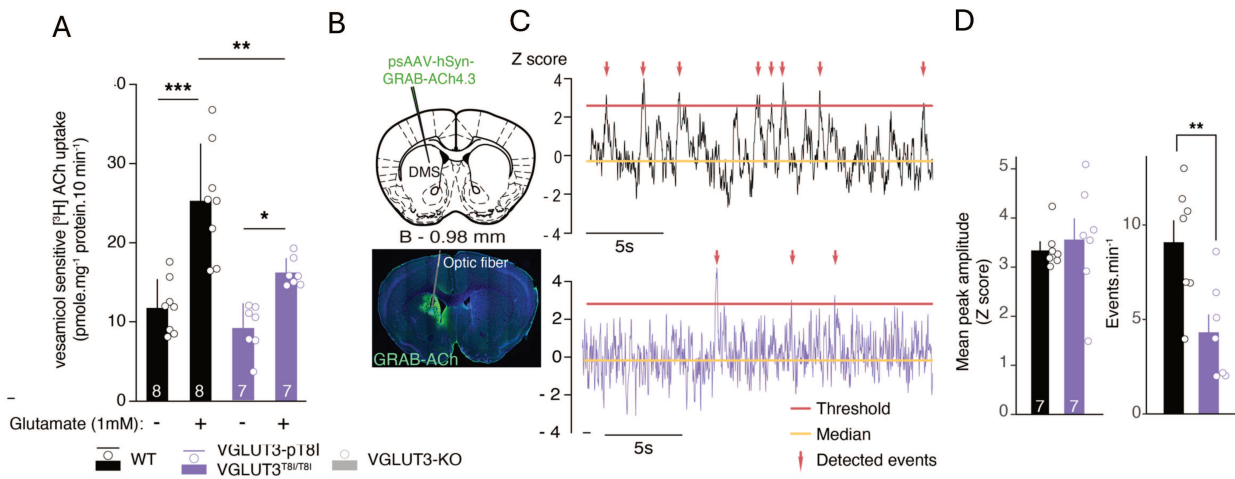 A
B
C
D
**
***
*
vesamicol sensitive [³H] ACh uptake
(pmole.mg⁻¹ protein.10 min⁻¹)
30
20
10
0
8
8
7
7
Glutamate (1mM):
-
+
-
+
WT
VGLUT3-pT8I
VGLUT3T8I/T8I
VGLUT3-KO
psAAV-hSyn-
GRAB-ACh4.3
DMS
B - 0.98 mm
Optic fiber
GRAB-ACh
Z score
4
2
0
- 2
- 4
5s
4
2
0
- 2
- 4
5s
Threshold
Median
Detected events
Mean peak amplitude
(Z score)
5
4
3
2
1
0
7
7
Events.min⁻¹
10
5
0
**